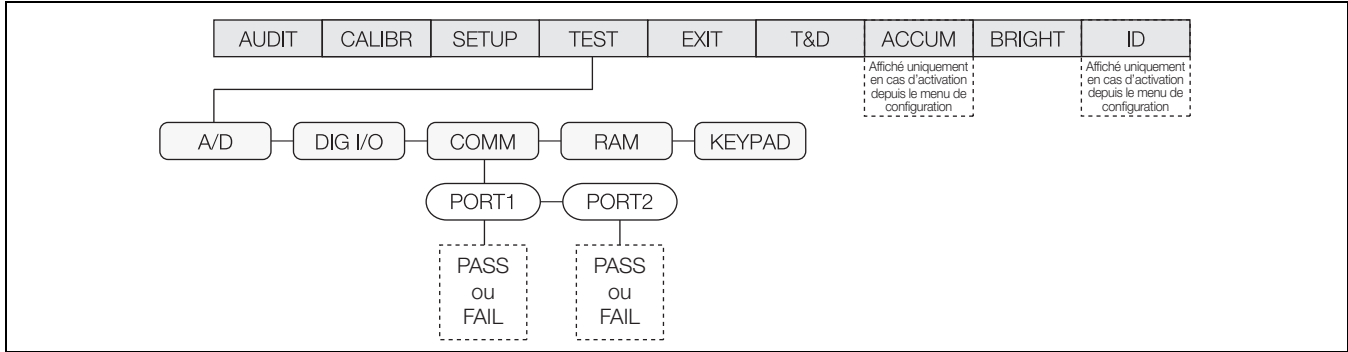 AUDIT CALIBR SETUP TEST EXIT T&D ACCUM BRIGHT ID
Affiché uniquement
en cas d'activation
depuis le menu de
configuration
Affiché uniquement
en cas d'activation
depuis le menu de
configuration
A/D DIG I/O COMM RAM KEYPAD
PORT1 PORT2
PASS
ou
FAIL
PASS
ou
FAIL